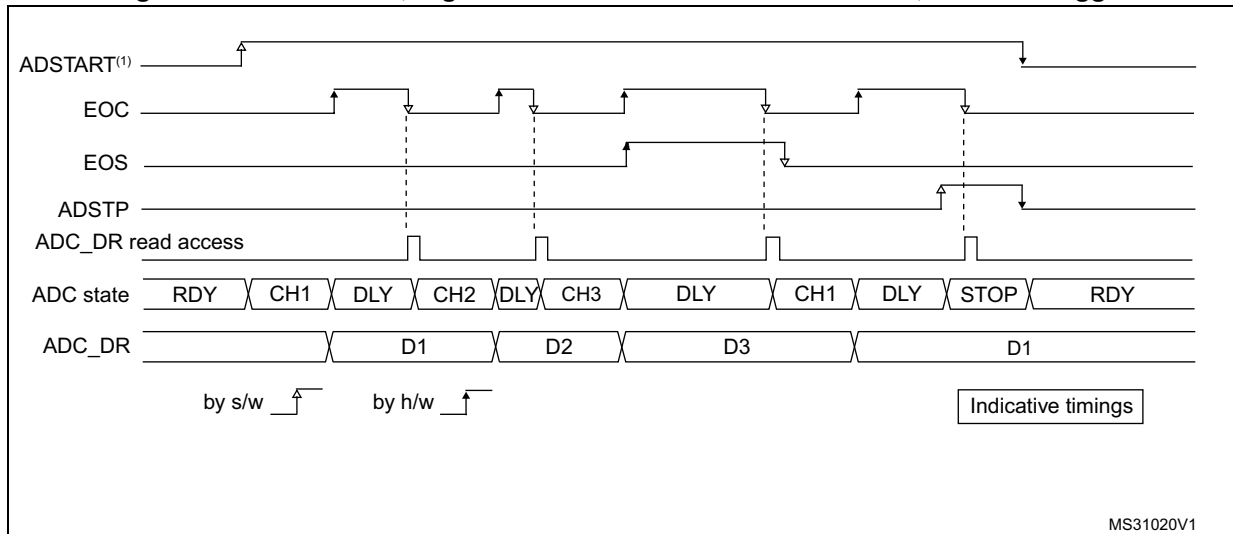 ADSTART(1)
EOC
EOS
ADSTP
ADC_DR read access
ADC state RDY CH1 DLY CH2 DLY CH3 DLY CH1 DLY STOP RDY
ADC_DR D1 D2 D3 D1
by s/w by h/w Indicative timings
MS31020V1